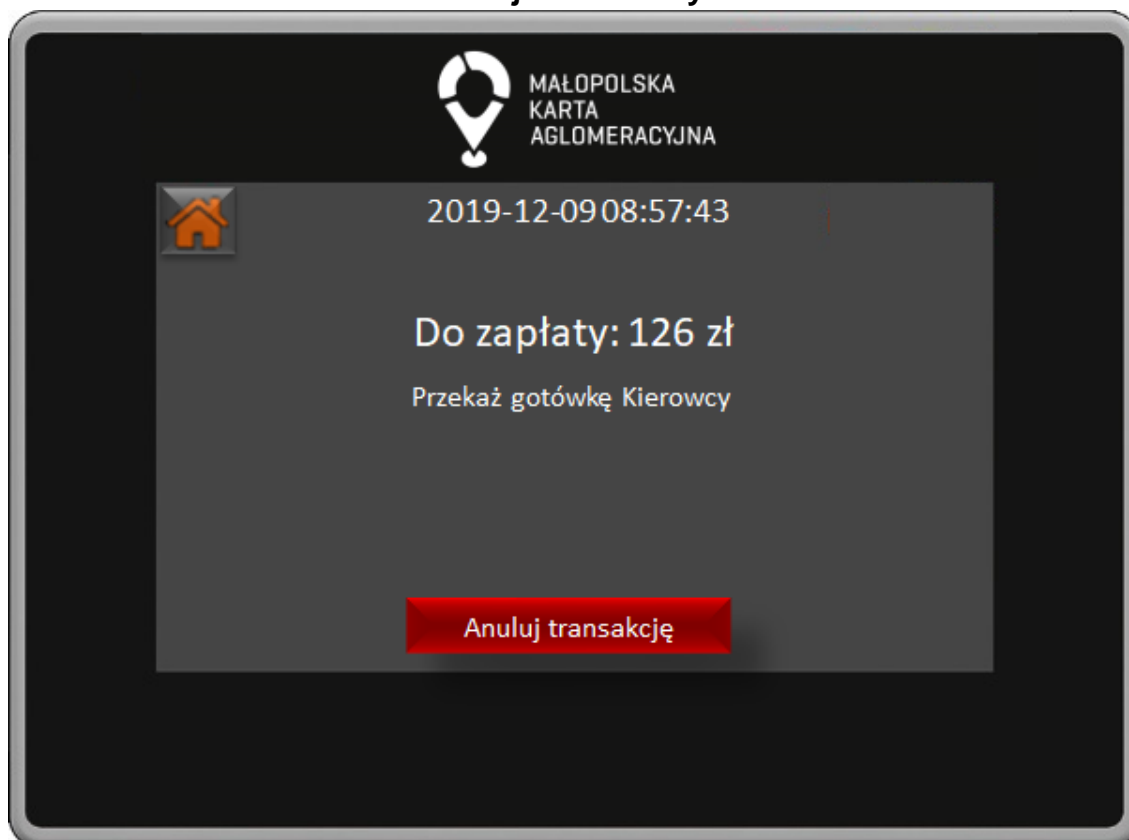 MAŁOPOLSKA
KARTA
AGLOMERACYJNA
2019-12-09 08:57:43
Do zapłaty: 126 zł
Przekaż gotówkę Kierowcy
Anuluj transakcję